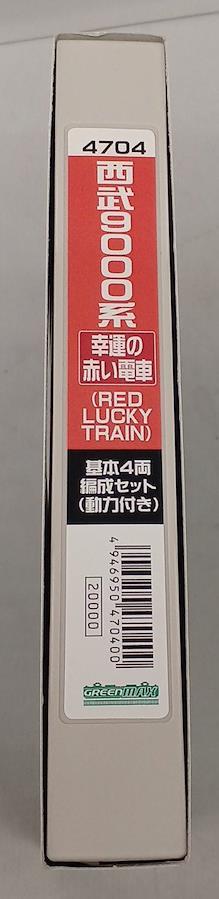 4704
西武9000系
幸運の
赤い電車
(RED
LUCKY
TRAIN)
基本4両
編成セット
(動力付き)
4946950470400
20000
GREENMAX